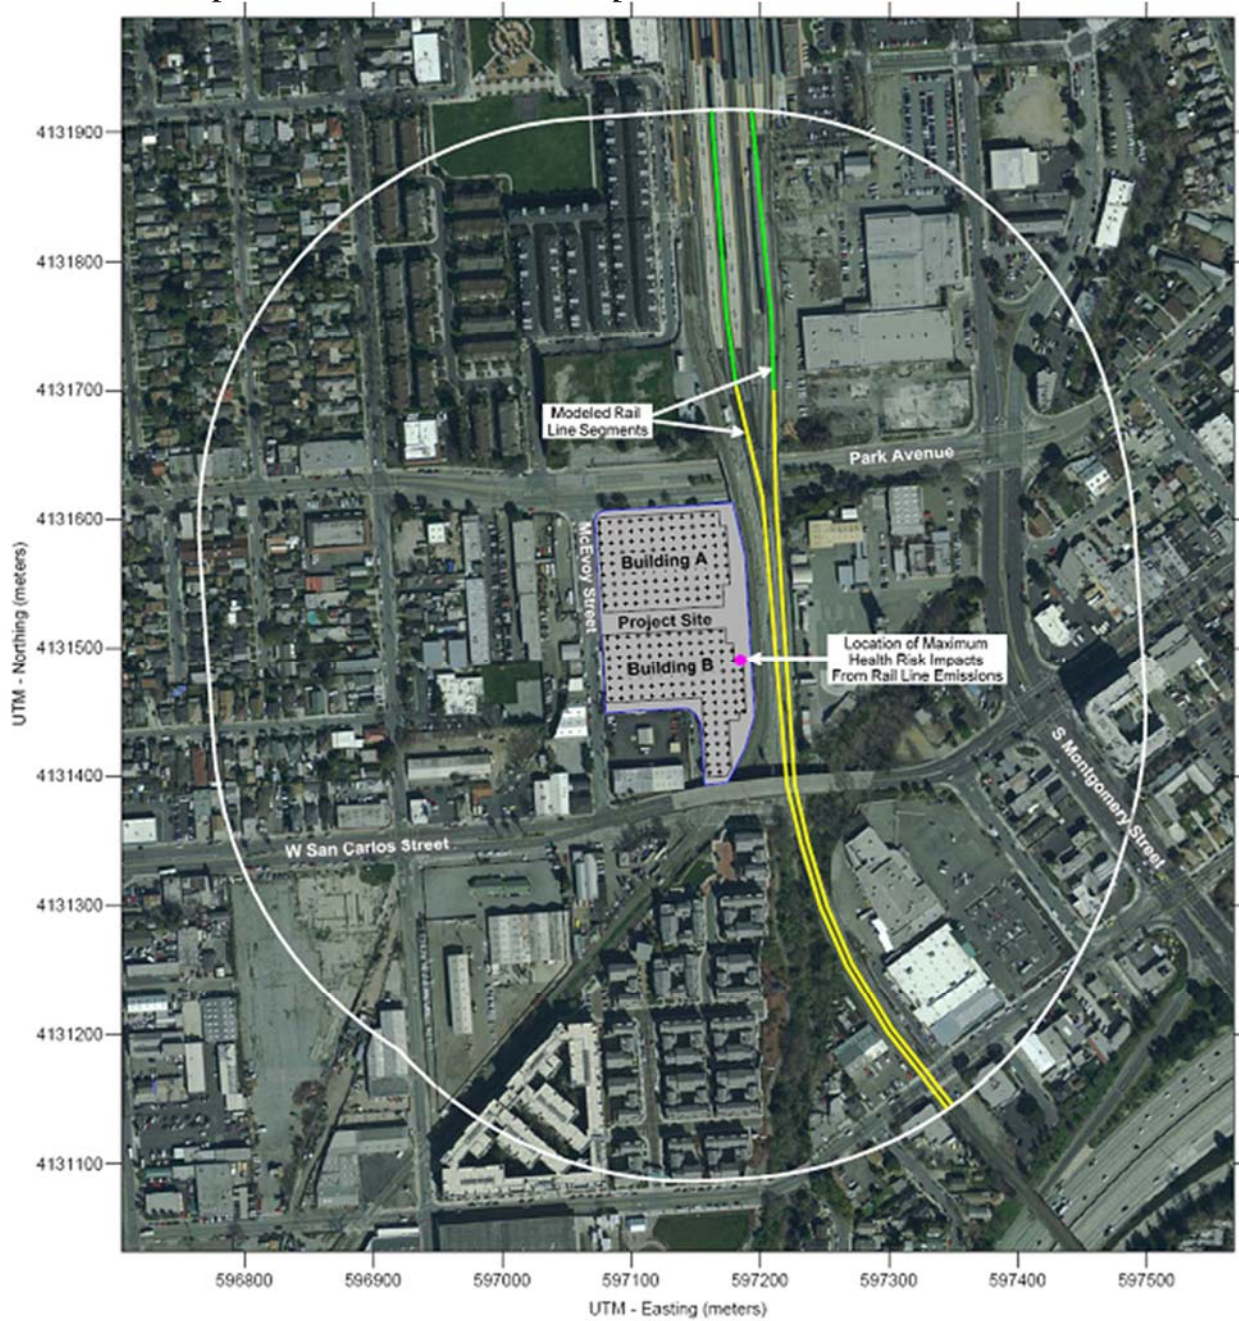 4131900
4131800
4131700
Modeled Rail
Line Segments
Park Avenue
4131600
McEvoy Street
Building A
Project Site
UTM - Northing (meters)
4131500
Building B
Location of Maximum
Health Risk Impacts
From Rail Line Emissions
S Montgomery Street
4131400
W San Carlos Street
4131300
4131200
4131100
596800 596900 597000 597100 597200 597300 597400 597500
UTM - Easting (meters)